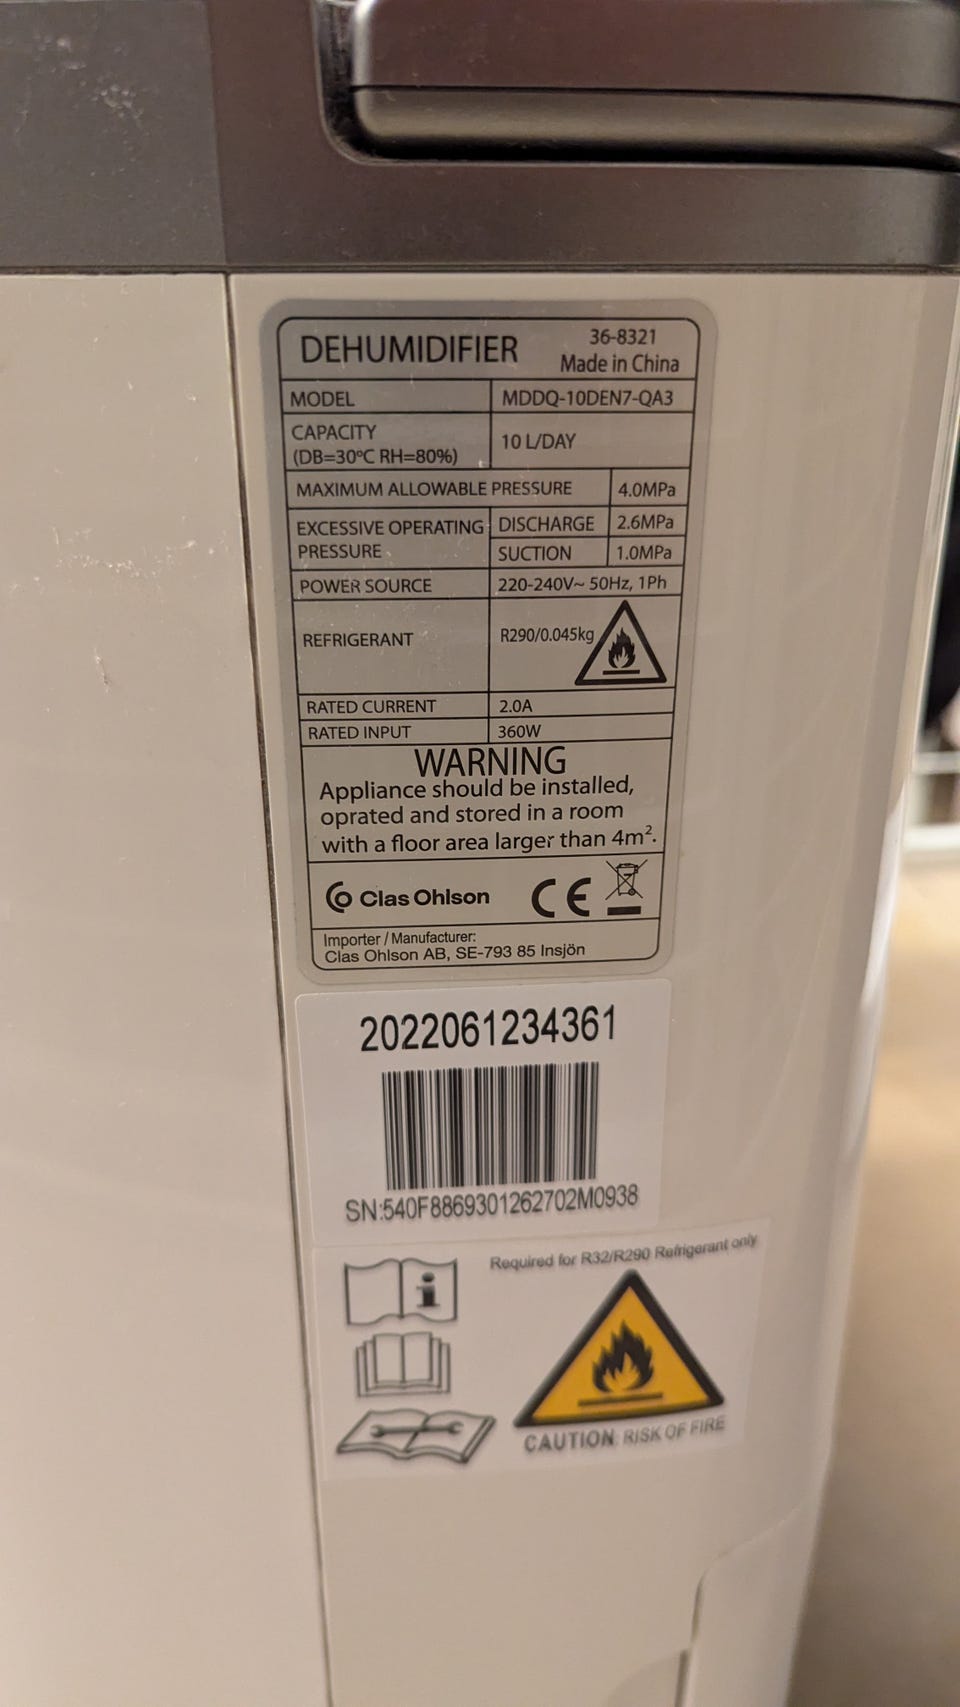 DEHUMIDIFIER
36-8321
Made in China
MODEL MDDQ-10DEN7-QA3
CAPACITY
(DB=30°C RH=80%) 10 L/DAY
MAXIMUM ALLOWABLE PRESSURE 4.0MPa
EXCESSIVE OPERATING PRESSURE DISCHARGE 2.6MPa
SUCTION 1.0MPa
POWER SOURCE 220-240V~ 50Hz, 1Ph
REFRIGERANT R290/0.045kg
RATED CURRENT 2.0A
RATED INPUT 360W
WARNING
Appliance should be installed,
oprated and stored in a room
with a floor area larger than 4m².
Clas Ohlson CE
Importer / Manufacturer:
Clas Ohlson AB, SE-793 85 Insjön
2022061234361
SN:540F8869301262702M0938
Required for R32/R290 Refrigerant only
CAUTION: RISK OF FIRE